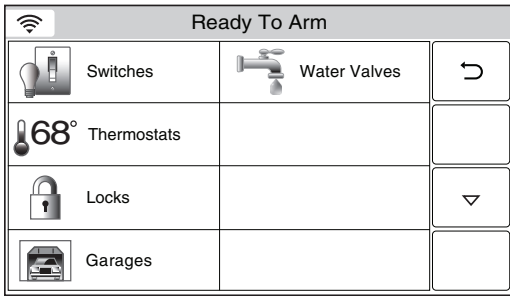 Ready To Arm
Switches
Water Valves
68° Thermostats
Locks
Garages